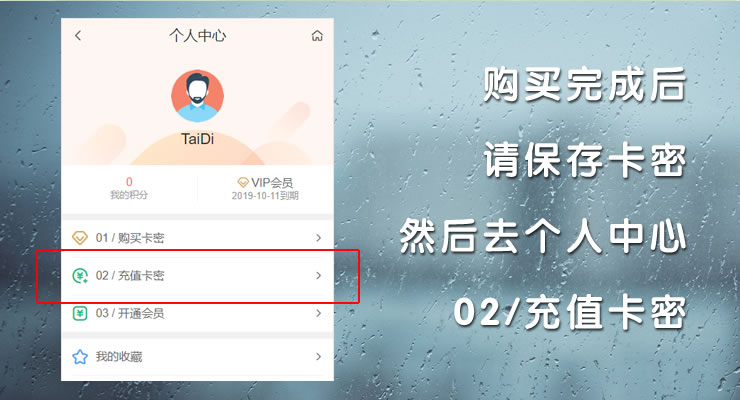 个人中心
TaiDi
0
我的积分
VIP会员
2019-10-11到期
01 / 购买卡密
02 / 充值卡密
03 / 开通会员
我的收藏
购买完成后
请保存卡密
然后去个人中心
02/充值卡密